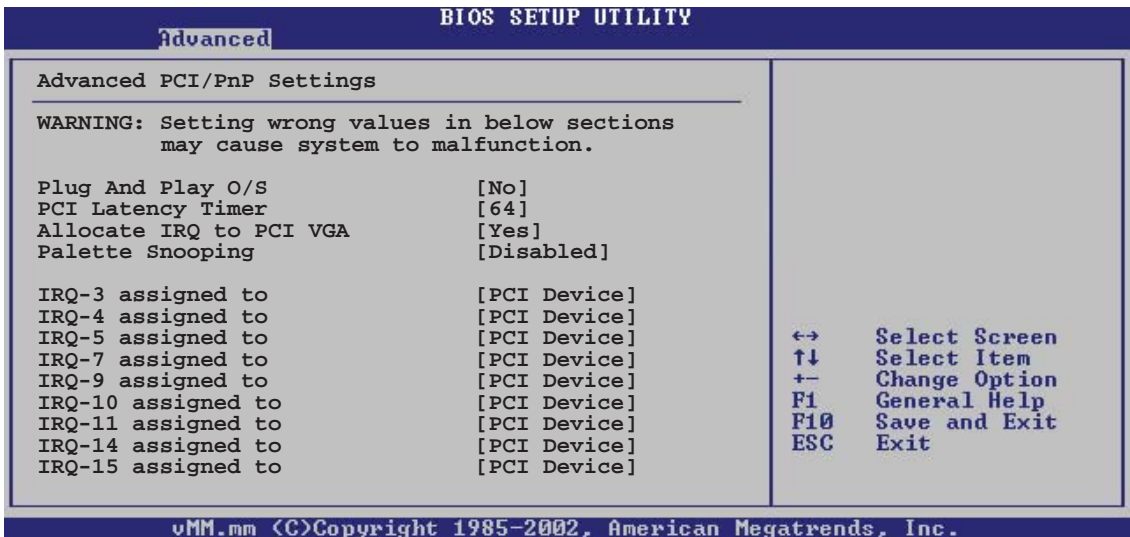 BIOS SETUP UTILITY
Advanced
Advanced PCI/PnP Settings
WARNING: Setting wrong values in below sections
may cause system to malfunction.
Plug And Play O/S [No]
PCI Latency Timer [64]
Allocate IRQ to PCI VGA [Yes]
Palette Snooping [Disabled]
IRQ-3 assigned to [PCI Device]
IRQ-4 assigned to [PCI Device]
IRQ-5 assigned to [PCI Device]
IRQ-7 assigned to [PCI Device]
IRQ-9 assigned to [PCI Device]
IRQ-10 assigned to [PCI Device]
IRQ-11 assigned to [PCI Device]
IRQ-14 assigned to [PCI Device]
IRQ-15 assigned to [PCI Device]
←→ Select Screen
↑↓ Select Item
+- Change Option
F1 General Help
F10 Save and Exit
ESC Exit
vMM.mm (C)Copyright 1985-2002, American Megatrends, Inc.